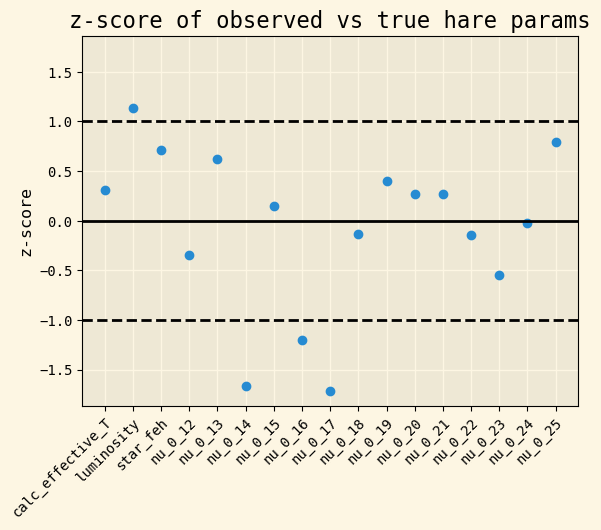 z-score of observed vs true hare params
z-score
1.5
1.0
0.5
0.0
−0.5
−1.0
−1.5
calc_effective_T
luminosity
star_feh
nu_0_12
nu_0_13
nu_0_14
nu_0_15
nu_0_16
nu_0_17
nu_0_18
nu_0_19
nu_0_20
nu_0_21
nu_0_22
nu_0_23
nu_0_24
nu_0_25